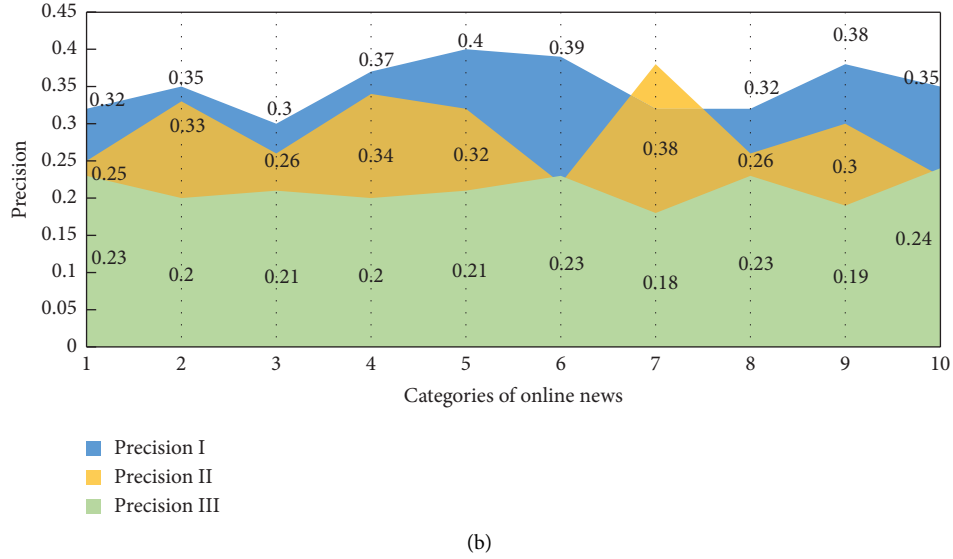 0.45
0.4
0.35
0.3
0.25
0.2
0.15
0.1
0.05
0
Precision
0.32 0.35 0.3 0.37 0.4 0.39 0.32 0.38 0.35
0.25 0.33 0.26 0.34 0.32 0.38 0.26 0.3
0.23 0.2 0.21 0.2 0.21 0.23 0.18 0.23 0.19 0.24
1 2 3 4 5 6 7 8 9 10
Categories of online news
Precision I
Precision II
Precision III
(b)